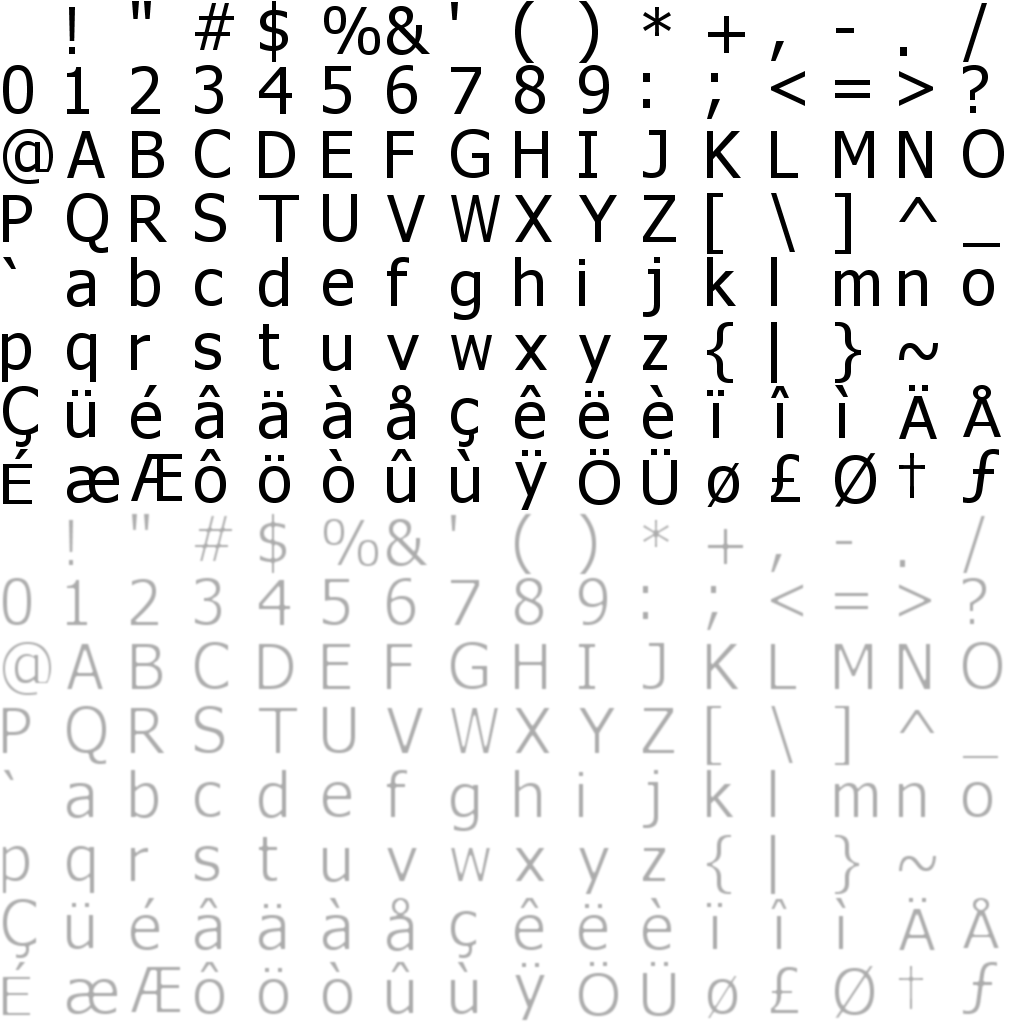 ! " # $ % & ' ( ) * + , - . /
0 1 2 3 4 5 6 7 8 9 : ; < = > ?
@ A B C D E F G H I J K L M N O
P Q R S T U V W X Y Z [ \ ] ^ _
` a b c d e f g h i j k l m n o
p q r s t u v w x y z { | } ~
Ç ü é â ä à å ç ê ë è ï î ì Ä Å
É æ Æ ô ö ò û ù ÿ Ö Ü ø £ Ø † ƒ
! " # $ % & ' ( ) * + , - . /
0 1 2 3 4 5 6 7 8 9 : ; < = > ?
@ A B C D E F G H I J K L M N O
P Q R S T U V W X Y Z [ \ ] ^ _
` a b c d e f g h i j k l m n o
p q r s t u v w x y z { | } ~
Ç ü é â ä à å ç ê ë è ï î ì Ä Å
É æ Æ ô ö ò û ù ÿ Ö Ü ø £ Ø † ƒ